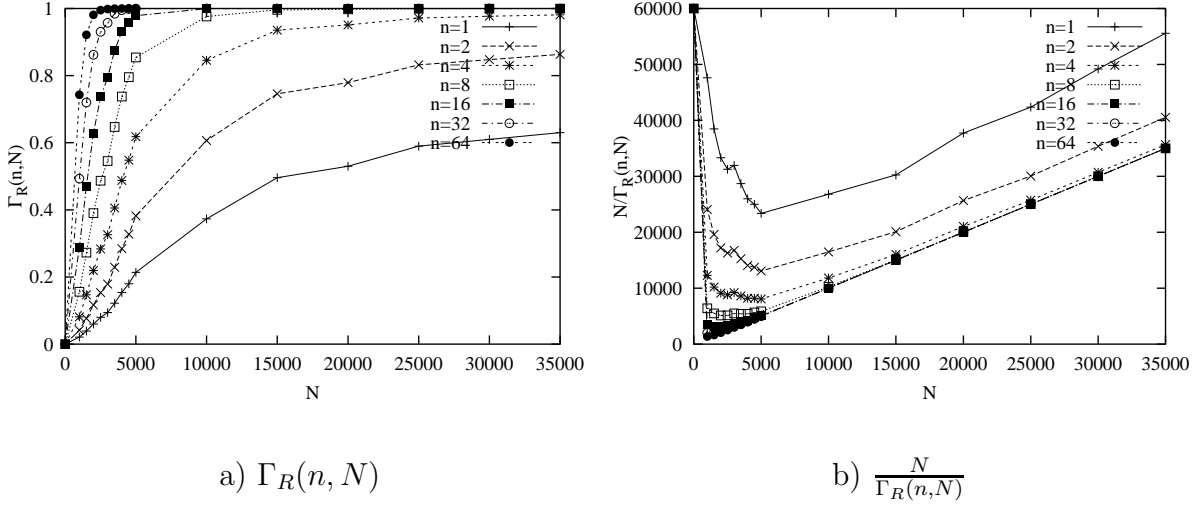 1
0.8
0.6
0.4
0.2
0
Γ_R(n,N)
0 5000 10000 15000 20000 25000 30000 35000
N
n=1
n=2
n=4
n=8
n=16
n=32
n=64
60000
50000
40000
30000
20000
10000
0
N/Γ_R(n,N)
0 5000 10000 15000 20000 25000 30000 35000
N
n=1
n=2
n=4
n=8
n=16
n=32
n=64
a) Γ_R(n, N)
b) N/Γ_R(n,N)